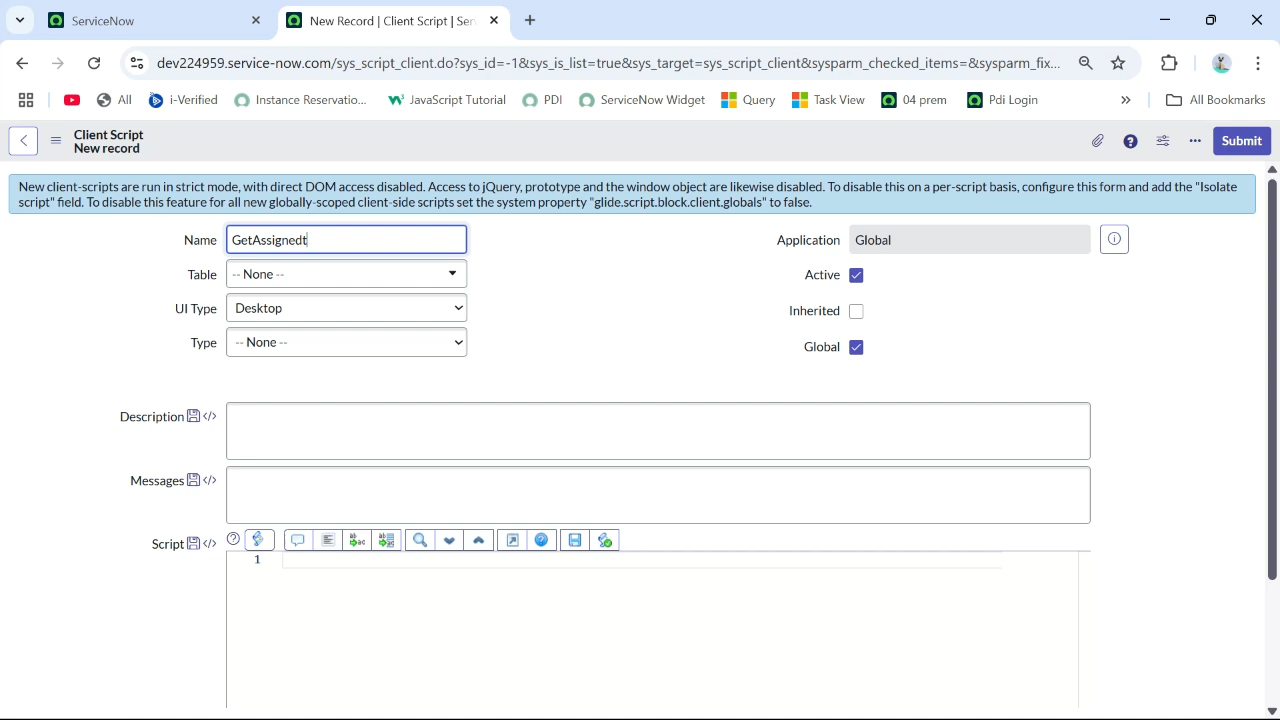 ServiceNow
New Record | Client Script | Ser
dev224959.service-now.com/sys_script_client.do?sys_id=-1&sys_is_list=true&sys_target=sys_script_client&sysparm_checked_items=&sysparm_fix...
All
i-Verified
Instance Reservatio...
JavaScript Tutorial
PDI
ServiceNow Widget
Query
Task View
04 prem
Pdi Login
»
All Bookmarks
Client Script
New record
Submit
New client-scripts are run in strict mode, with direct DOM access disabled. Access to jQuery, prototype and the window object are likewise disabled. To disable this on a per-script basis, configure this form and add the "Isolate
script" field. To disable this feature for all new globally-scoped client-side scripts set the system property "glide.script.block.client.globals" to false.
Name GetAssignedt
Application Global
Table -- None --
Active
UI Type Desktop
Inherited
Type -- None --
Global
Description
Messages
Script
1